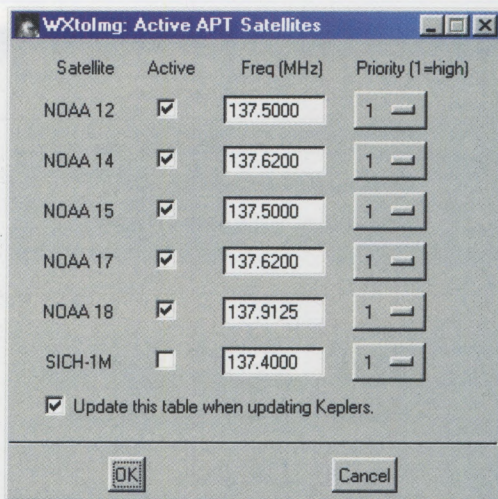 WXtoImg: Active APT Satellites
Satellite Active Freq (MHz) Priority (1=high)
NOAA 12 137.5000 1
NOAA 14 137.6200 1
NOAA 15 137.5000 1
NOAA 17 137.6200 1
NOAA 18 137.9125 1
SICH-1M 137.4000 1
Update this table when updating Keplers.
OK Cancel